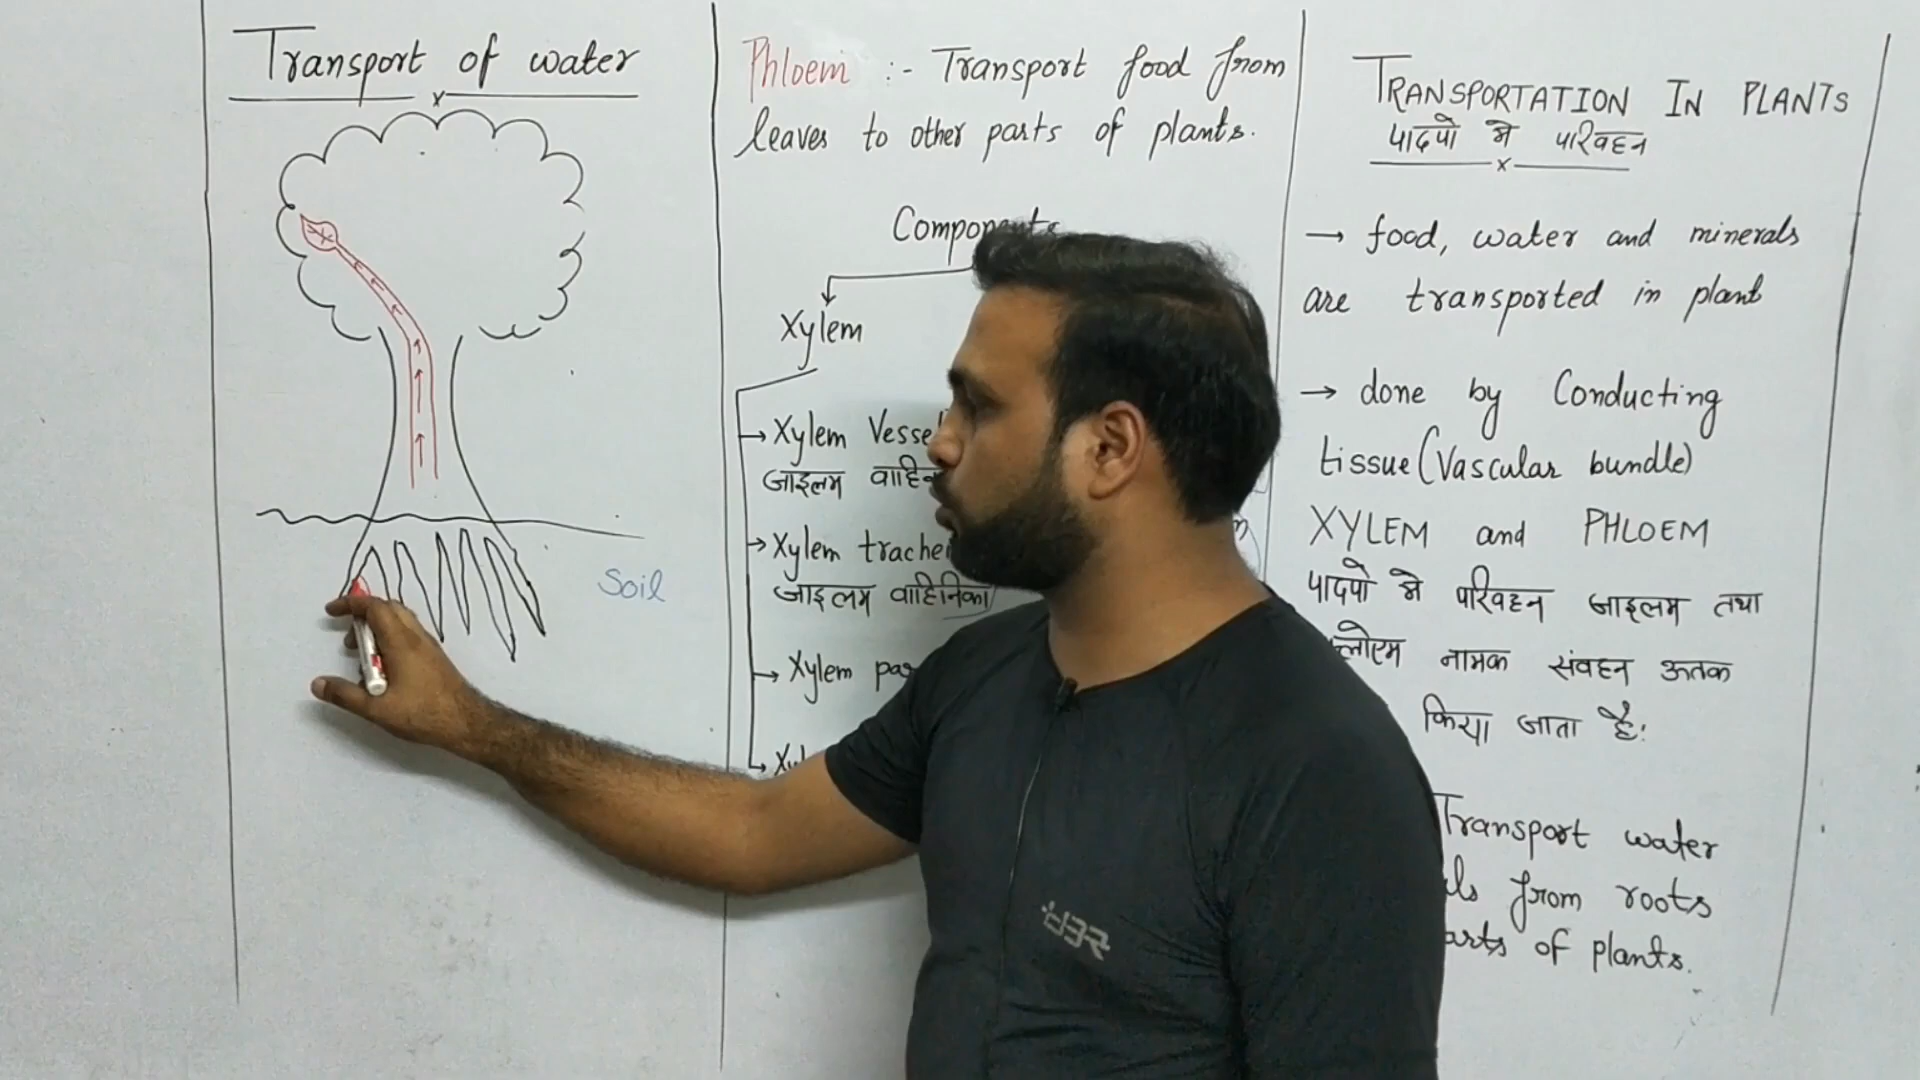 Transport of water
Soil
Phloem :- Transport food from
leaves to other parts of plants.
Components
Xylem
→ Xylem
जाइलम
→ Xylem
जाइलम वाहिनिका
→ Xylem
TRANSPORTATION IN PLANTS
पादपो मे परिवहन
→ food, water and minerals
are transported in plant
→ done by Conducting
tissue (Vascular bundle)
XYLEM and PHLOEM
पादपो मे परिवहन जाइलम तथा
नामक संवहन ऊतक
किया जाता है।
Transport water
from roots
of plants.